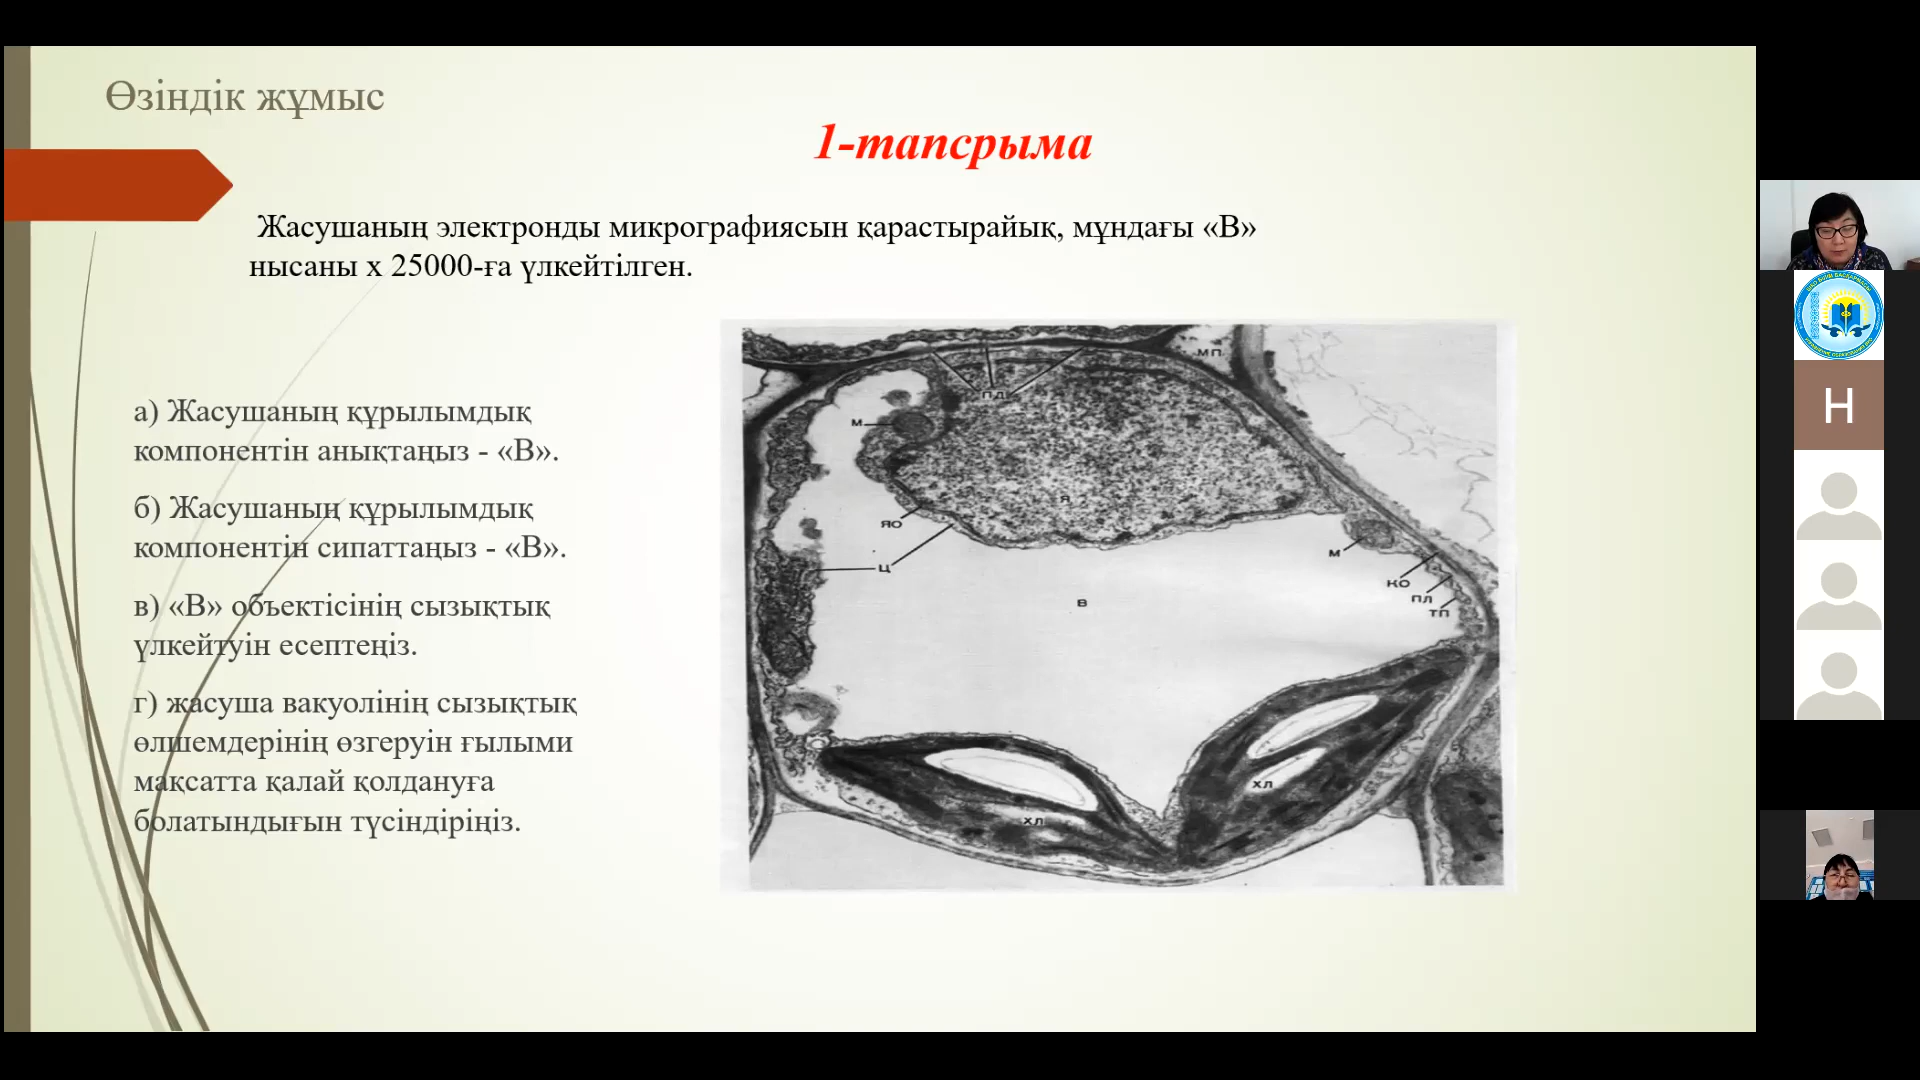 Өзіндік жұмыс
1-тапсрыма
Жасушаның электронды микрографиясын қарастырайық, мұндағы «В»
нысаны х 25000-ға үлкейтілген.
а) Жасушаның құрылымдық
компонентін анықтаңыз - «В».
б) Жасушаның құрылымдық
компонентін сипаттаңыз - «В».
в) «В» объектісінің сызықтық
үлкейтуін есептеңіз.
г) жасуша вакуолінің сызықтық
өлшемдерінің өзгеруін ғылыми
мақсатта қалай қолдануға
болатындығын түсіндіріңіз.
МП
ПД
М
Я
ЯО
Ц
М
КО
ПЛ
ТП
В
ХЛ
ХЛ
Н